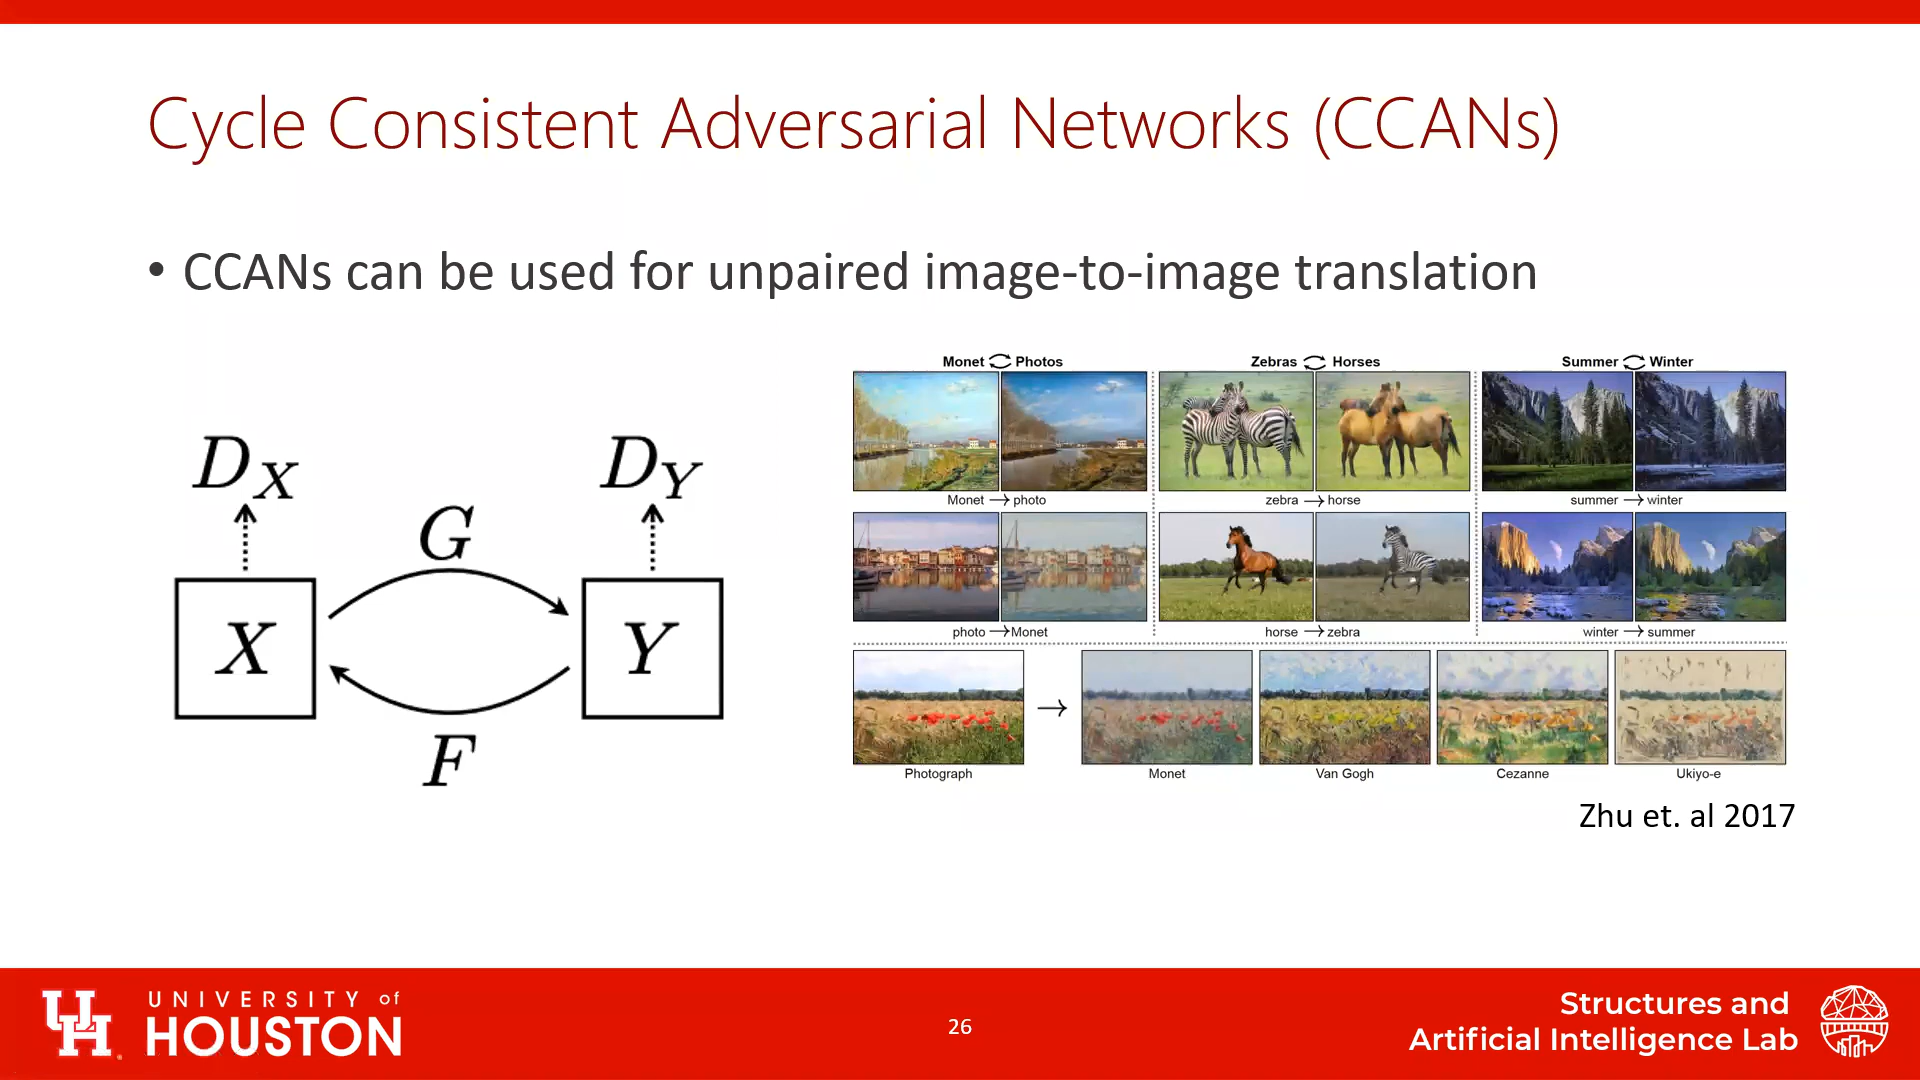 Cycle Consistent Adversarial Networks (CCANs)
• CCANs can be used for unpaired image-to-image translation
D_X
D_Y
G
X
Y
F
Monet Photos
Zebras Horses
Summer Winter
Monet → photo
zebra → horse
summer → winter
photo → Monet
horse → zebra
winter → summer
→
Photograph
Monet
Van Gogh
Cezanne
Ukiyo-e
Zhu et. al 2017
UNIVERSITY of
HOUSTON
26
Structures and
Artificial Intelligence Lab